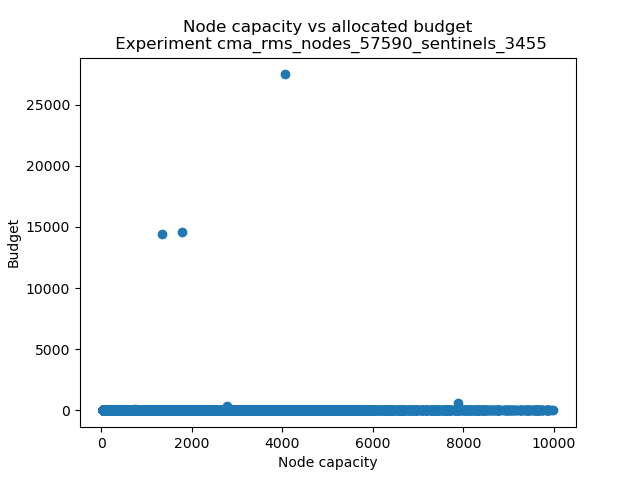 Node capacity vs allocated budget
Experiment cma_rms_nodes_57590_sentinels_3455
25000
20000
15000
10000
5000
0
Budget
0 2000 4000 6000 8000 10000
Node capacity